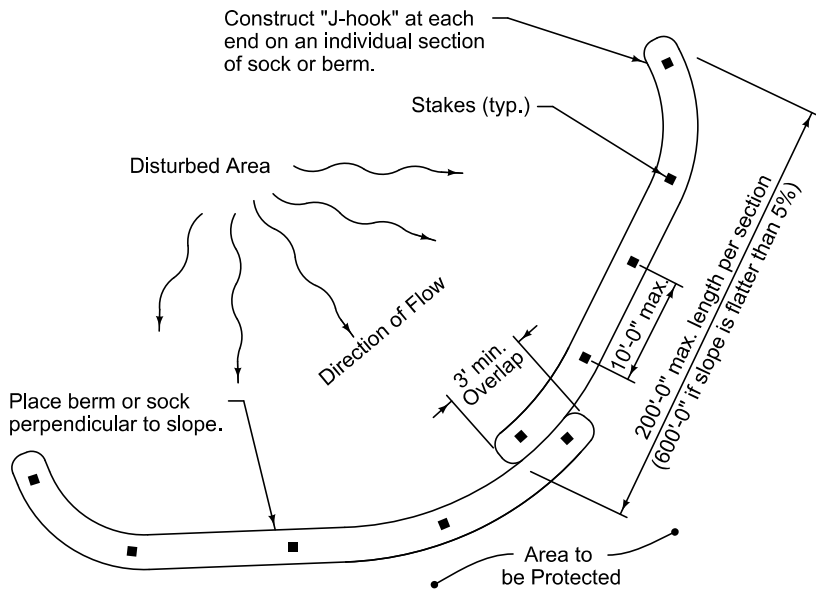 Construct "J-hook" at each
end on an individual section
of sock or berm.
Stakes (typ.)
Disturbed Area
Direction of Flow
3' min.
Overlap
10'-0" max.
200'-0" max. length per section
(600'-0" if slope is flatter than 5%)
Place berm or sock
perpendicular to slope.
Area to
be Protected